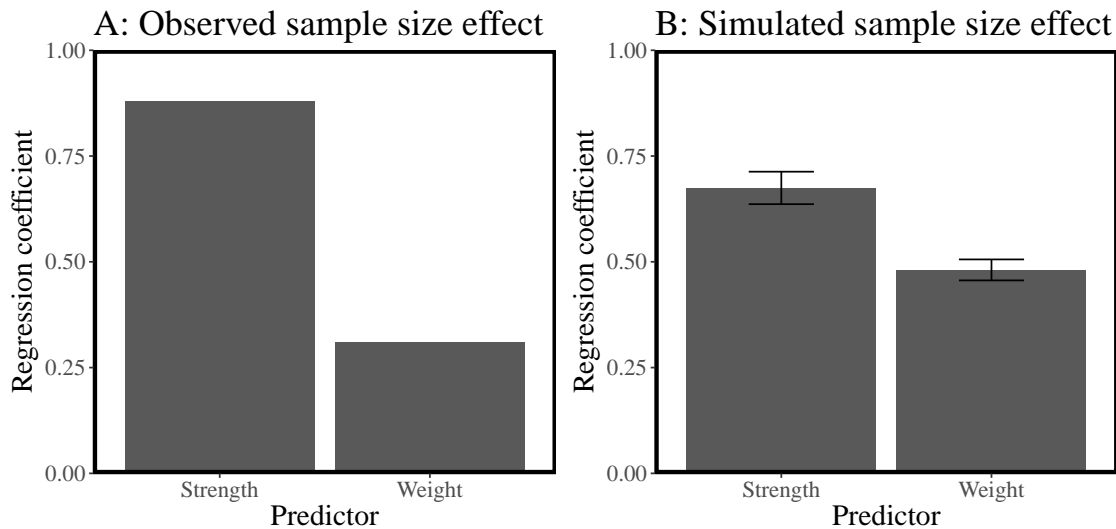 A: Observed sample size effect
Regression coefficient
1.00
0.75
0.50
0.25
0.00
Strength
Weight
Predictor
B: Simulated sample size effect
Regression coefficient
1.00
0.75
0.50
0.25
0.00
Strength
Weight
Predictor